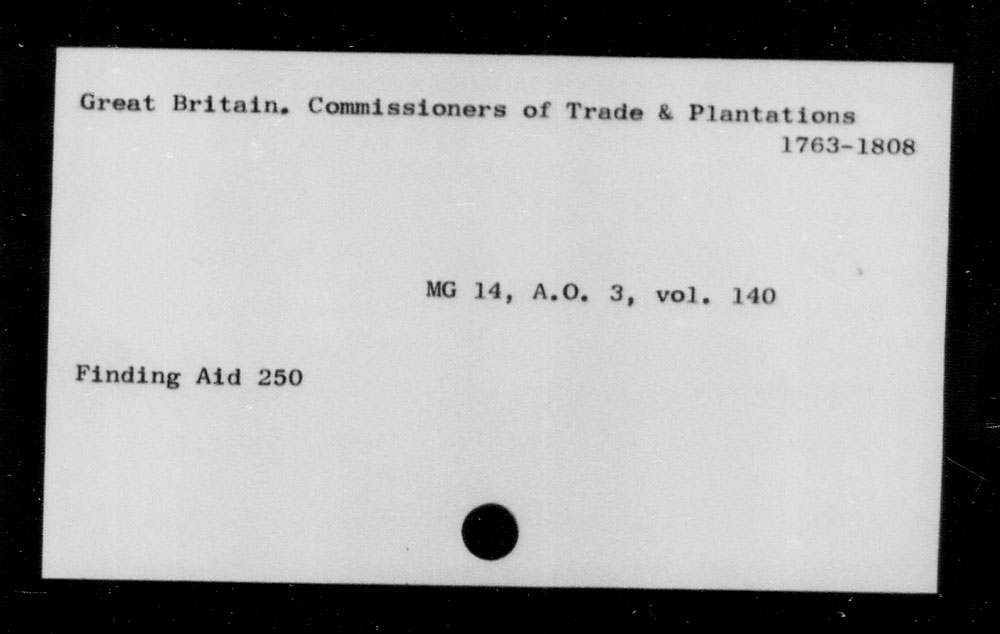 Great Britain. Commissioners of Trade & Plantations
1763-1808
MG 14, A.O. 3, vol. 140
Finding Aid 250